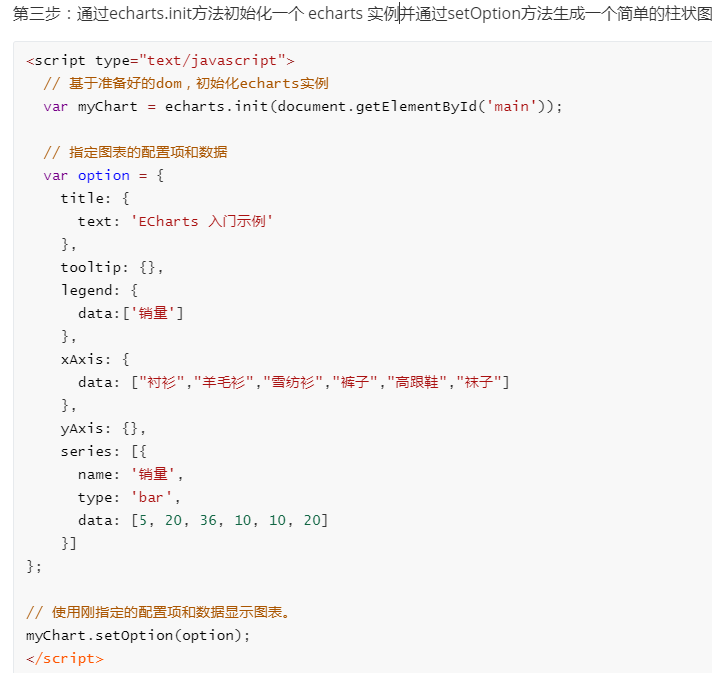 第三步：通过echarts.init方法初始化一个 echarts 实例并通过setOption方法生成一个简单的柱状图
<script type="text/javascript">
  // 基于准备好的dom，初始化echarts实例
  var myChart = echarts.init(document.getElementById('main'));

  // 指定图表的配置项和数据
  var option = {
    title: {
      text: 'ECharts 入门示例'
    },
    tooltip: {},
    legend: {
      data:['销量']
    },
    xAxis: {
      data: ["衬衫","羊毛衫","雪纺衫","裤子","高跟鞋","袜子"]
    },
    yAxis: {},
    series: [{
      name: '销量',
      type: 'bar',
      data: [5, 20, 36, 10, 10, 20]
    }]
};

// 使用刚指定的配置项和数据显示图表。
myChart.setOption(option);
</script>